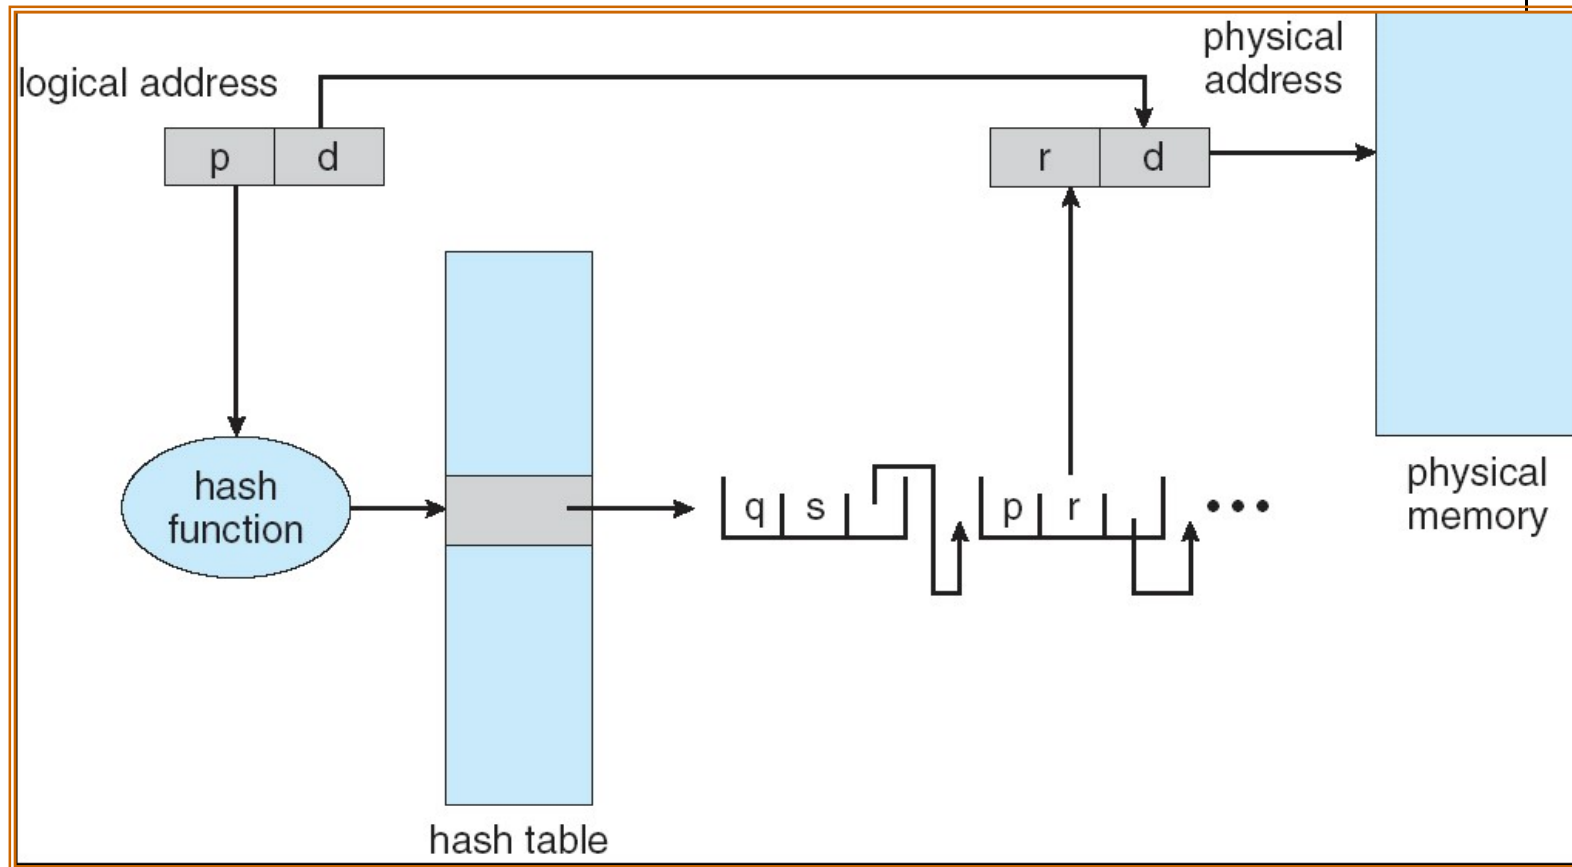 physical
address
logical address
p d
r d
hash
function
q s
p r
physical
memory
hash table